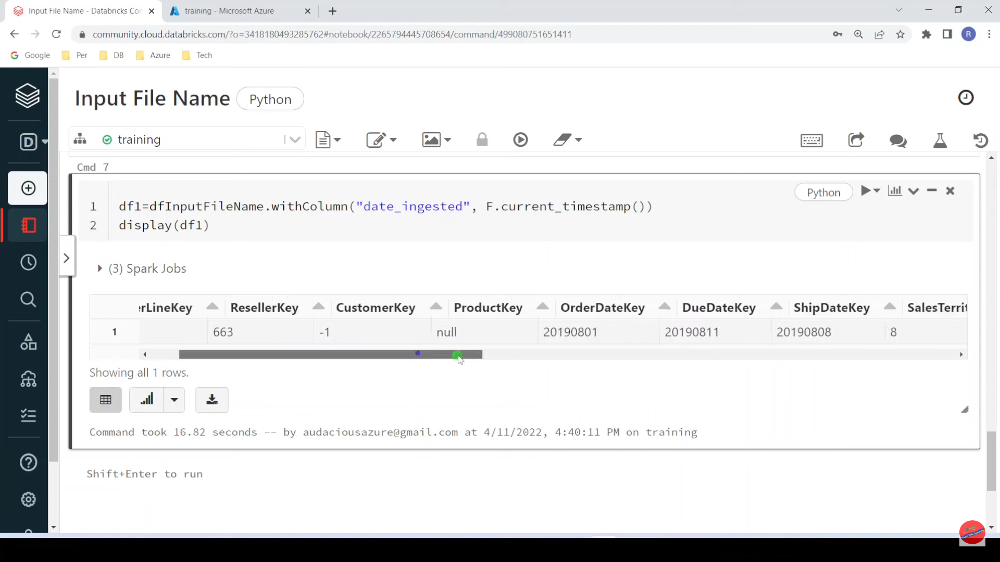 Input File Name - Databricks Con
training - Microsoft Azure
community.cloud.databricks.com/?o=3418180493285762#notebook/2265794445708654/command/499080751651411
R
Google Per DB Azure Tech
Input File Name Python
D
training
Cmd 7
Python
1 df1=dfInputFileName.withColumn("date_ingested", F.current_timestamp())
2 display(df1)
(3) Spark Jobs
rLineKey ResellerKey CustomerKey ProductKey OrderDateKey DueDateKey ShipDateKey SalesTerrit
1 663 -1 null 20190801 20190811 20190808 8
Showing all 1 rows.
Command took 16.82 seconds -- by audaciousazure@gmail.com at 4/11/2022, 4:40:11 PM on training
Shift+Enter to run